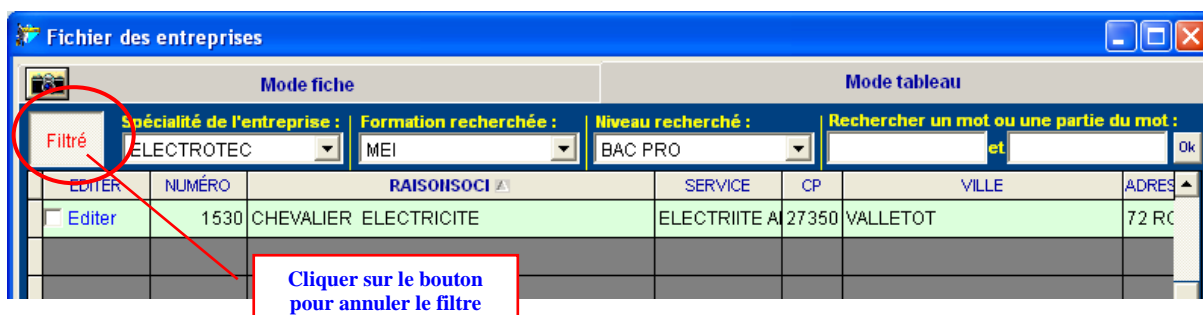 Fichier des entreprises
Mode fiche Mode tableau
Filtré Spécialité de l'entreprise : Formation recherchée : Niveau recherché : Rechercher un mot ou une partie du mot :
ELECTROTEC MEI BAC PRO et Ok
EDITER NUMÉRO RAISONSOCI SERVICE CP VILLE ADRES
Editer 1530 CHEVALIER ELECTRICITE ELECTRIITE A 27350 VALLETOT 72 RO
Cliquer sur le bouton
pour annuler le filtre